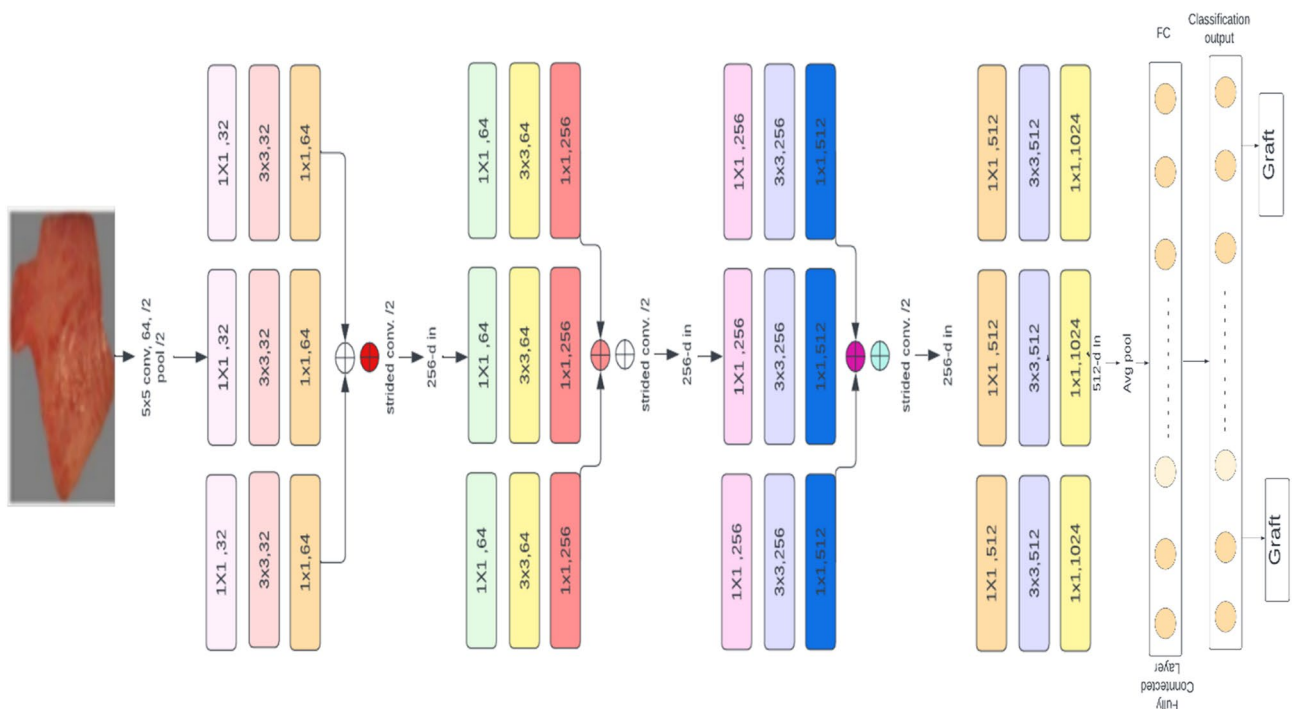 5x5 conv, 64, /2
pool /2
1X1 ,32
3x3,32
1x1,64
1X1 ,32
3x3,32
1x1,64
1X1 ,32
3x3,32
1x1,64
strided conv. /2
256-d in
1X1 ,64
3x3,64
1x1,256
1X1 ,64
3x3,64
1x1,256
1X1 ,64
3x3,64
1x1,256
strided conv. /2
256-d in
1X1 ,256
3x3,256
1x1,512
1X1 ,256
3x3,256
1x1,512
1X1 ,256
3x3,256
1x1,512
strided conv. /2
256-d in
1X1 ,512
3x3,512
1x1,1024
1X1 ,512
3x3,512
1x1,1024
1X1 ,512
3x3,512
1x1,1024
512-d In
Avg pool
FC
Fully
Conntected
Layer
Classification
output
Graft
Graft